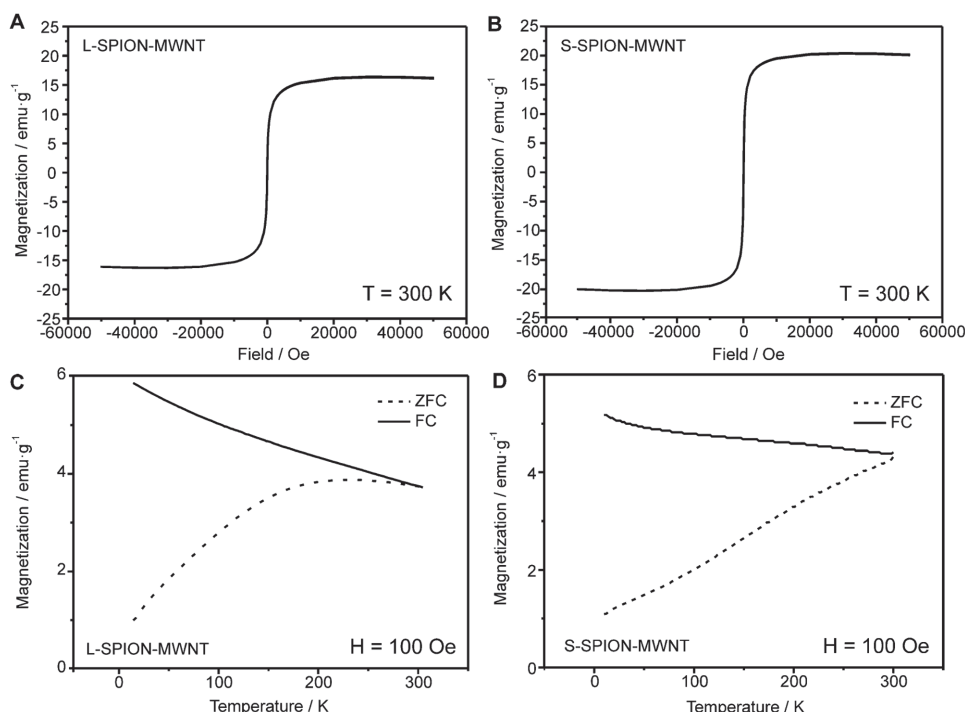 A
L-SPION-MWNT
25
20
15
10
5
0
-5
-10
-15
-20
-25
Magnetization / emu·g⁻¹
T = 300 K
-60000 -40000 -20000 0 20000 40000 60000
Field / Oe
B
S-SPION-MWNT
25
20
15
10
5
0
-5
-10
-15
-20
-25
Magnetization / emu·g⁻¹
T = 300 K
-60000 -40000 -20000 0 20000 40000 60000
Field / Oe
C
6
4
2
0
Magnetization / emu·g⁻¹
ZFC
FC
L-SPION-MWNT
H = 100 Oe
0 100 200 300
Temperature / K
D
6
4
2
0
Magnetization / emu·g⁻¹
ZFC
FC
S-SPION-MWNT
H = 100 Oe
0 100 200 300
Temperature / K